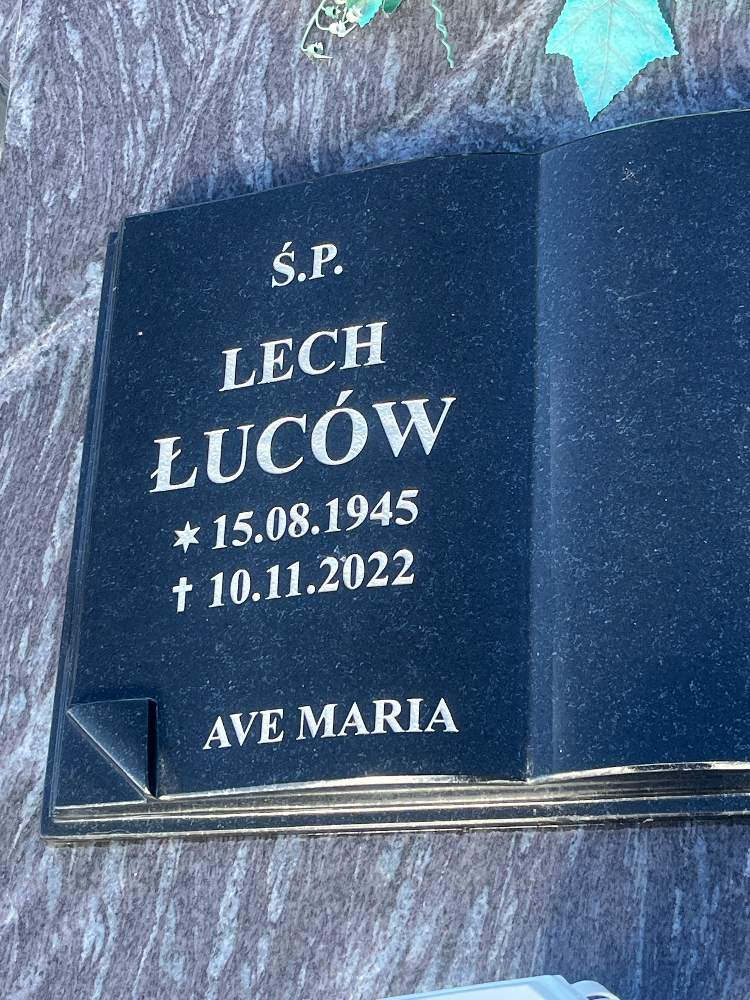 Ś.P.
LECH
ŁUCÓW
✶ 15.08.1945
✝ 10.11.2022
AVE MARIA